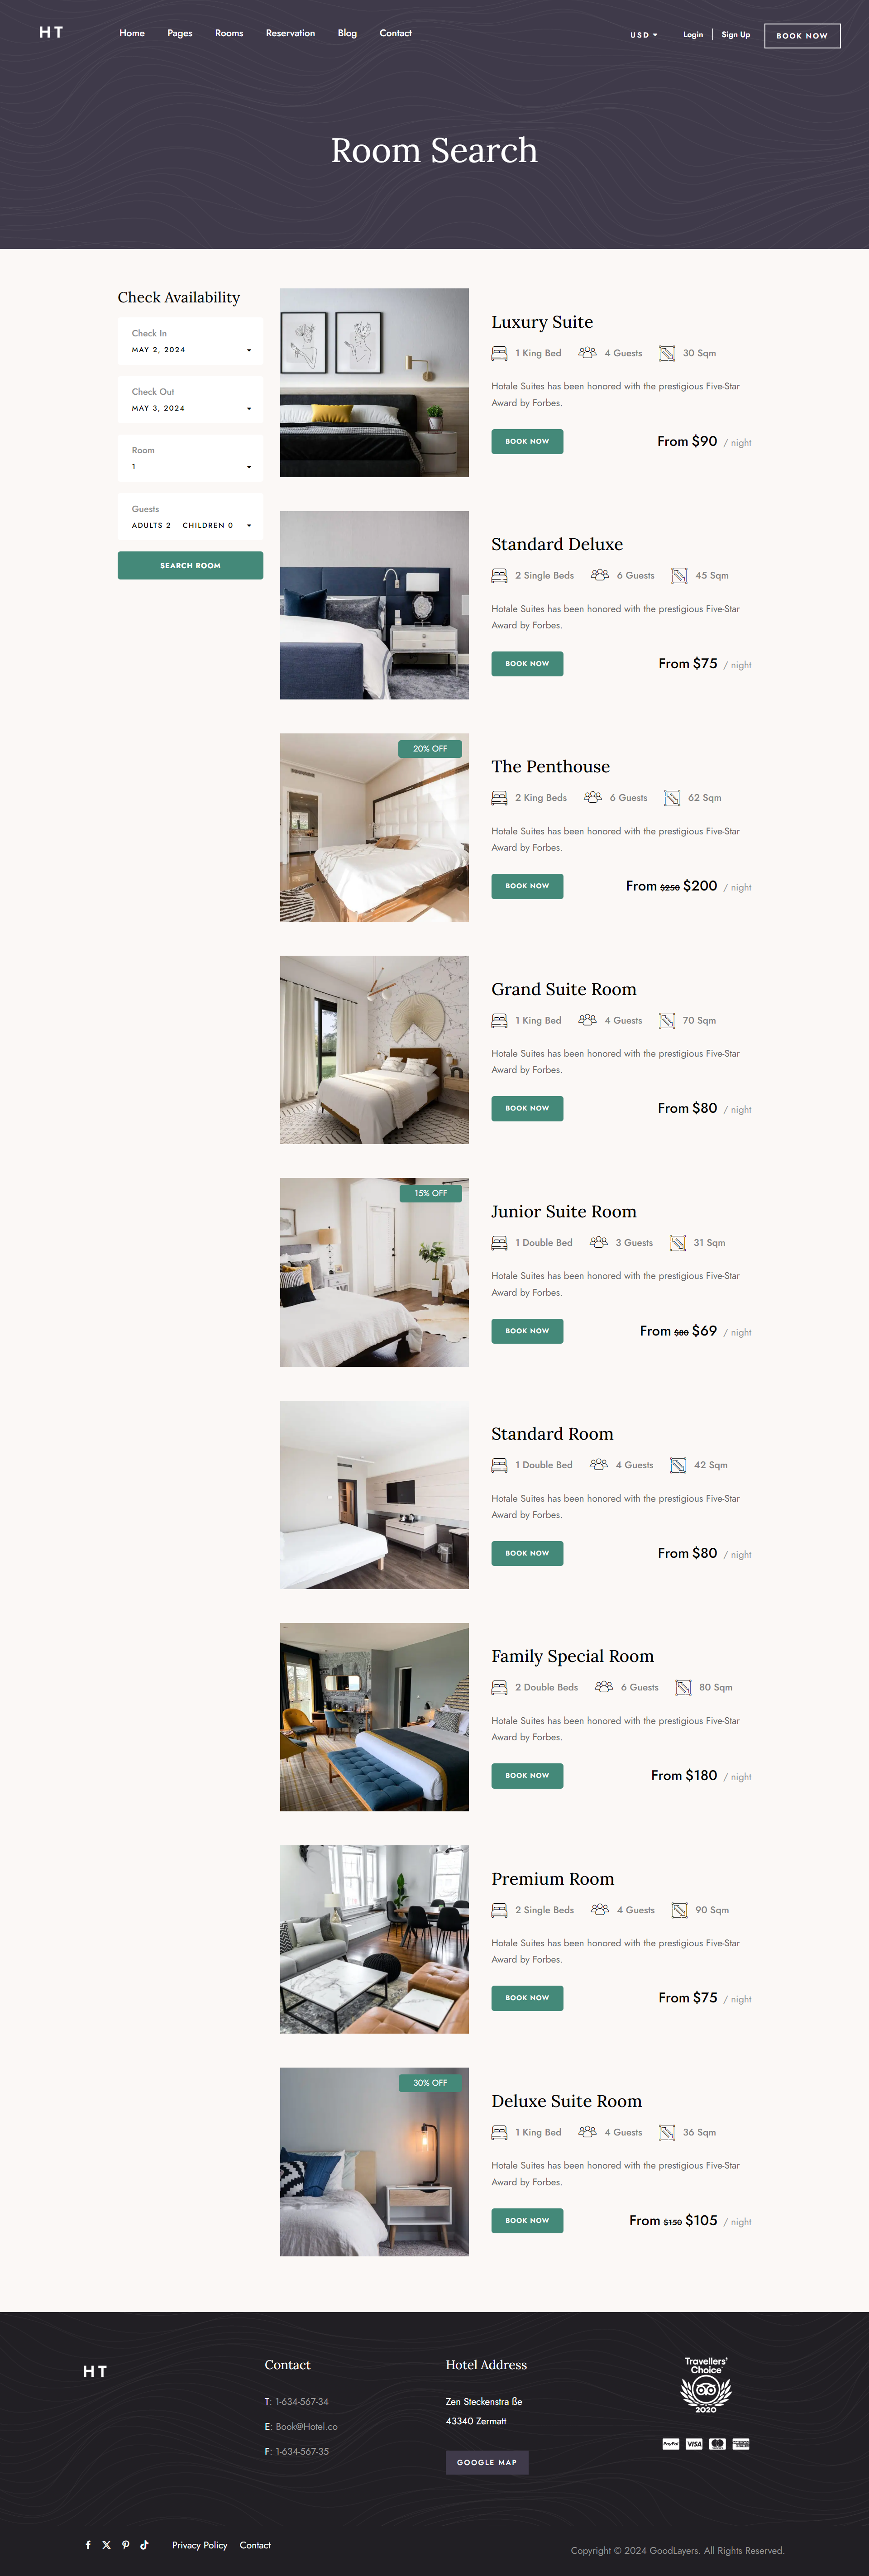 HT
Home Pages Rooms Reservation Blog Contact
USD Login Sign Up BOOK NOW
Room Search
Check Availability
Check In
MAY 2, 2024
Check Out
MAY 3, 2024
Room
1
Guests
ADULTS 2 CHILDREN 0
SEARCH ROOM
Luxury Suite
1 King Bed 4 Guests 30 Sqm
Hotale Suites has been honored with the prestigious Five-Star
Award by Forbes.
BOOK NOW From $90 / night
Standard Deluxe
2 Single Beds 6 Guests 45 Sqm
Hotale Suites has been honored with the prestigious Five-Star
Award by Forbes.
BOOK NOW From $75 / night
20% OFF
The Penthouse
2 King Beds 6 Guests 62 Sqm
Hotale Suites has been honored with the prestigious Five-Star
Award by Forbes.
BOOK NOW From $250 $200 / night
Grand Suite Room
1 King Bed 4 Guests 70 Sqm
Hotale Suites has been honored with the prestigious Five-Star
Award by Forbes.
BOOK NOW From $80 / night
15% OFF
Junior Suite Room
1 Double Bed 3 Guests 31 Sqm
Hotale Suites has been honored with the prestigious Five-Star
Award by Forbes.
BOOK NOW From $80 $69 / night
Standard Room
1 Double Bed 4 Guests 42 Sqm
Hotale Suites has been honored with the prestigious Five-Star
Award by Forbes.
BOOK NOW From $80 / night
Family Special Room
2 Double Beds 6 Guests 80 Sqm
Hotale Suites has been honored with the prestigious Five-Star
Award by Forbes.
BOOK NOW From $180 / night
Premium Room
2 Single Beds 4 Guests 90 Sqm
Hotale Suites has been honored with the prestigious Five-Star
Award by Forbes.
BOOK NOW From $75 / night
30% OFF
Deluxe Suite Room
1 King Bed 4 Guests 36 Sqm
Hotale Suites has been honored with the prestigious Five-Star
Award by Forbes.
BOOK NOW From $150 $105 / night
HT
Contact
T: 1-634-567-34
E: Book@Hotel.co
F: 1-634-567-35
Hotel Address
Zen Steckenstra ße
43340 Zermatt
GOOGLE MAP
Travellers'
Choice
2020
PayPal VISA
Privacy Policy Contact
Copyright © 2024 GoodLayers. All Rights Reserved.